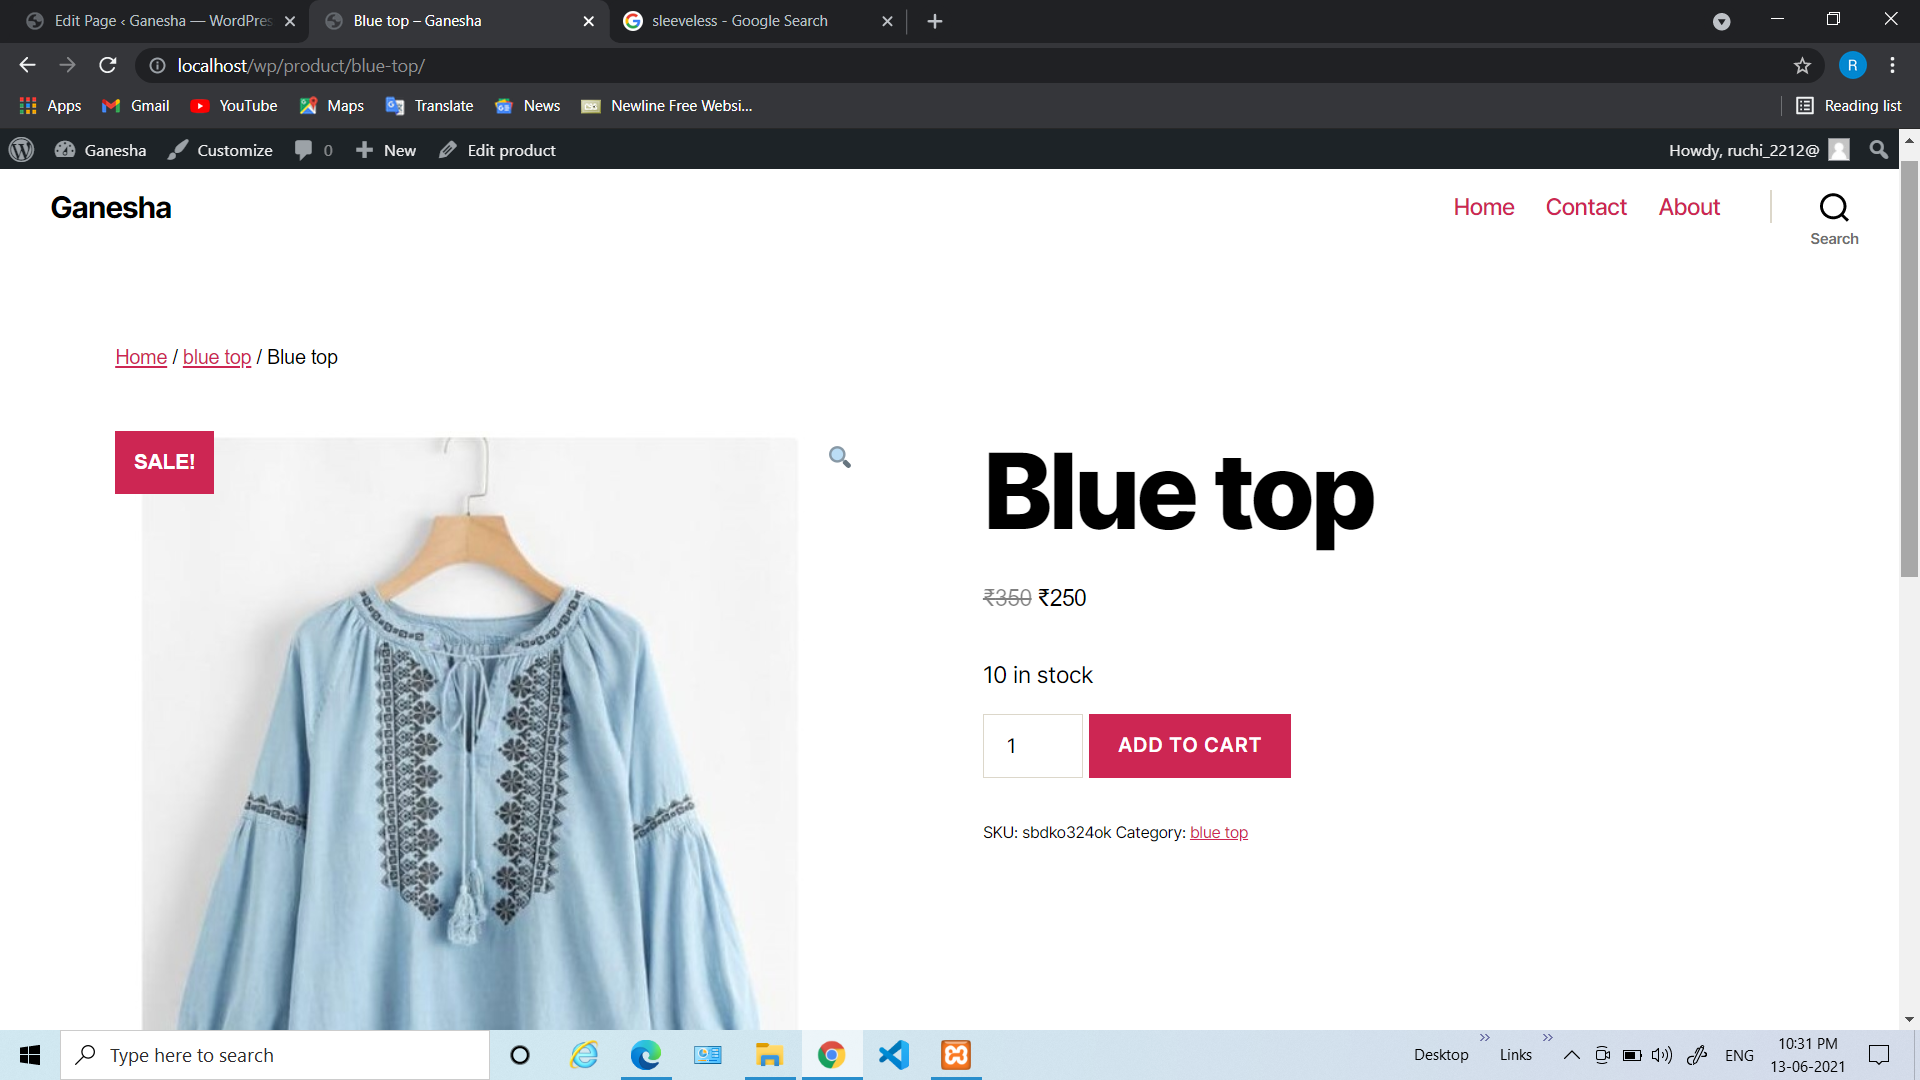 Edit Page ‹ Ganesha — WordPres
Blue top – Ganesha
sleeveless - Google Search
localhost/wp/product/blue-top/
R
Apps
Gmail
YouTube
Maps
Translate
News
Newline Free Websi...
Reading list
Ganesha
Customize
0
New
Edit product
Howdy, ruchi_2212@
Ganesha
Home
Contact
About
Search
Home / blue top / Blue top
SALE!
Blue top
₹350 ₹250
10 in stock
1
ADD TO CART
SKU: sbdko324ok Category: blue top
Type here to search
Desktop
Links
ENG
10:31 PM
13-06-2021